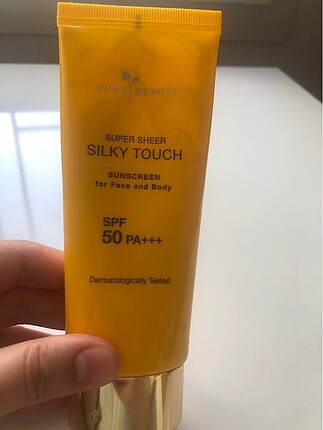 PURE BEAUTY
SUPER SHEER
SILKY TOUCH
SUNSCREEN
for Face and Body
SPF
50 PA+++
Dermatologically Tested